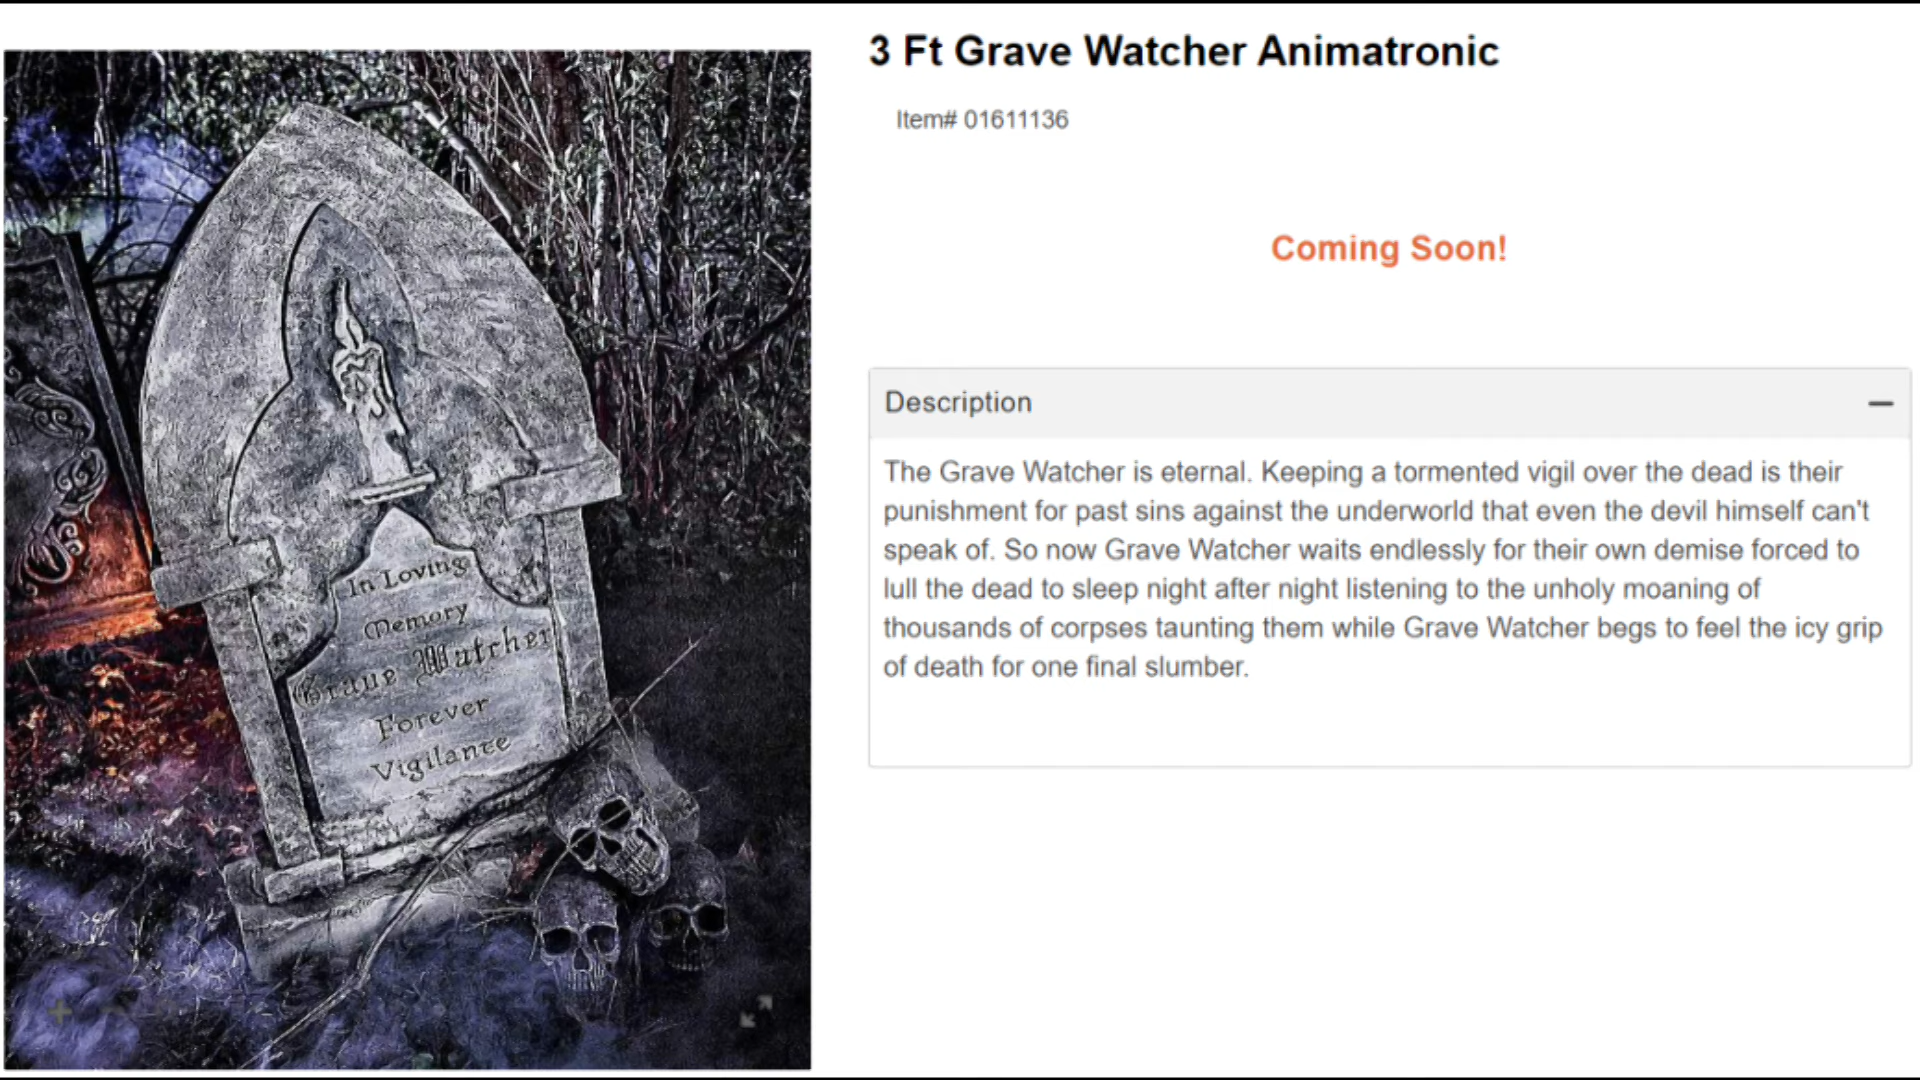 3 Ft Grave Watcher Animatronic
Item# 01611136
Coming Soon!
Description
The Grave Watcher is eternal. Keeping a tormented vigil over the dead is their
punishment for past sins against the underworld that even the devil himself can't
speak of. So now Grave Watcher waits endlessly for their own demise forced to
lull the dead to sleep night after night listening to the unholy moaning of
thousands of corpses taunting them while Grave Watcher begs to feel the icy grip
of death for one final slumber.
In Loving
Memory
Grave Watcher
Forever
Vigilante